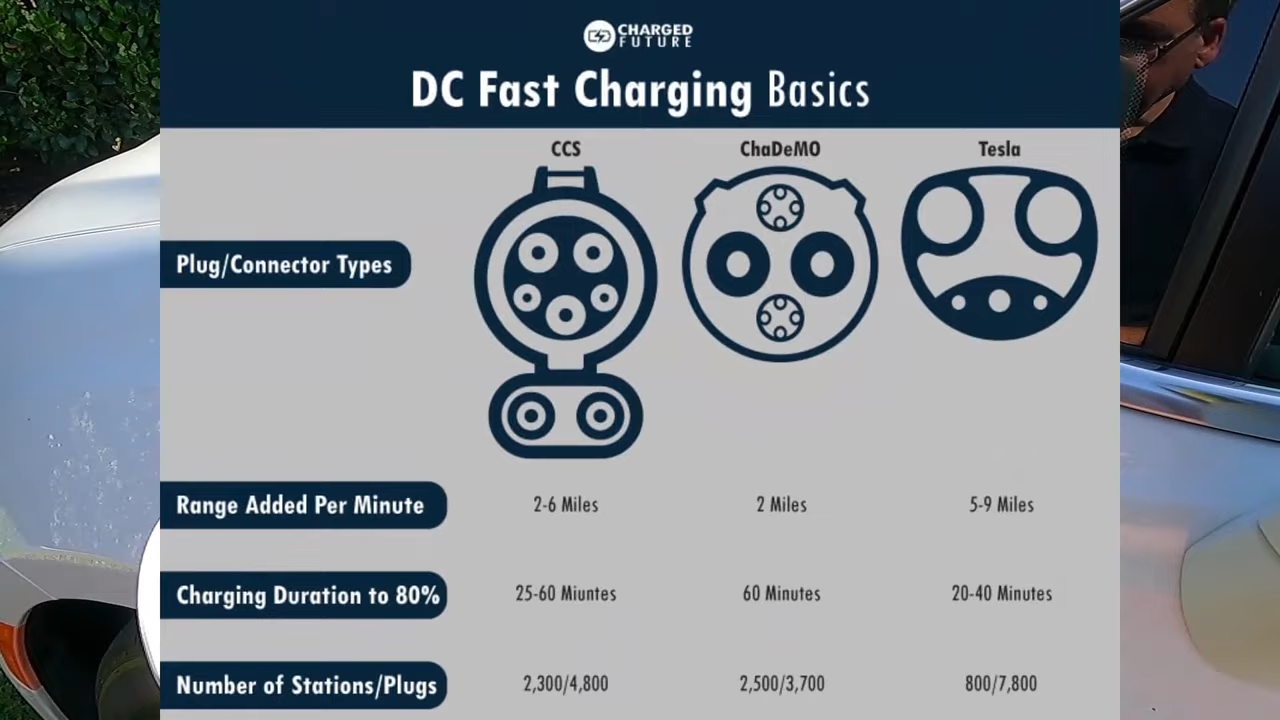 CHARGED
FUTURE
DC Fast Charging Basics
CCS ChaDeMO Tesla
Plug/Connector Types
Range Added Per Minute 2-6 Miles 2 Miles 5-9 Miles
Charging Duration to 80% 25-60 Miuntes 60 Minutes 20-40 Minutes
Number of Stations/Plugs 2,300/4,800 2,500/3,700 800/7,800